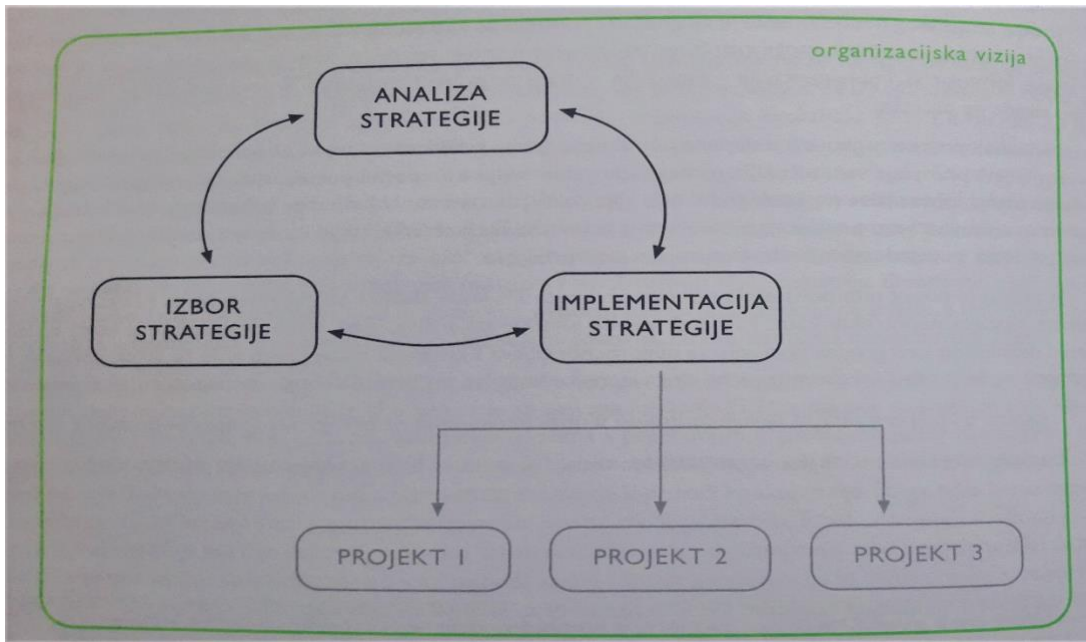 organizacijska vizija
ANALIZA
STRATEGIJE
IZBOR
STRATEGIJE
IMPLEMENTACIJA
STRATEGIJE
PROJEKT 1
PROJEKT 2
PROJEKT 3